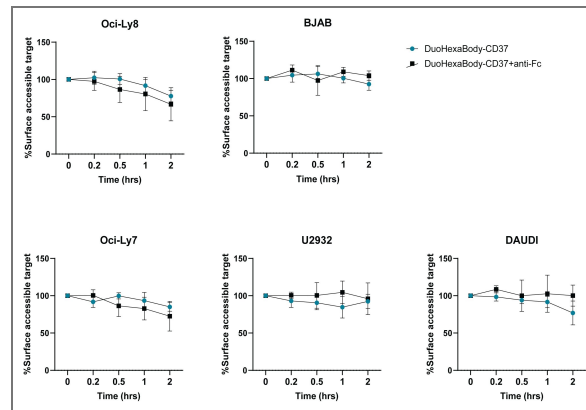 Oci-Ly8
%Surface accessible target
150
100
50
0
0 0.2 0.5 1 2
Time (hrs)
BJAB
%Surface accessible target
150
100
50
0
0 0.2 0.5 1 2
Time (hrs)
DuoHexaBody-CD37
DuoHexaBody-CD37+anti-Fc
Oci-Ly7
%Surface accessible target
150
100
50
0
0 0.2 0.5 1 2
Time (hrs)
U2932
%Surface accessible target
150
100
50
0
0 0.2 0.5 1 2
Time (hrs)
DAUDI
%Surface accessible target
150
100
50
0
0 0.2 0.5 1 2
Time (hrs)